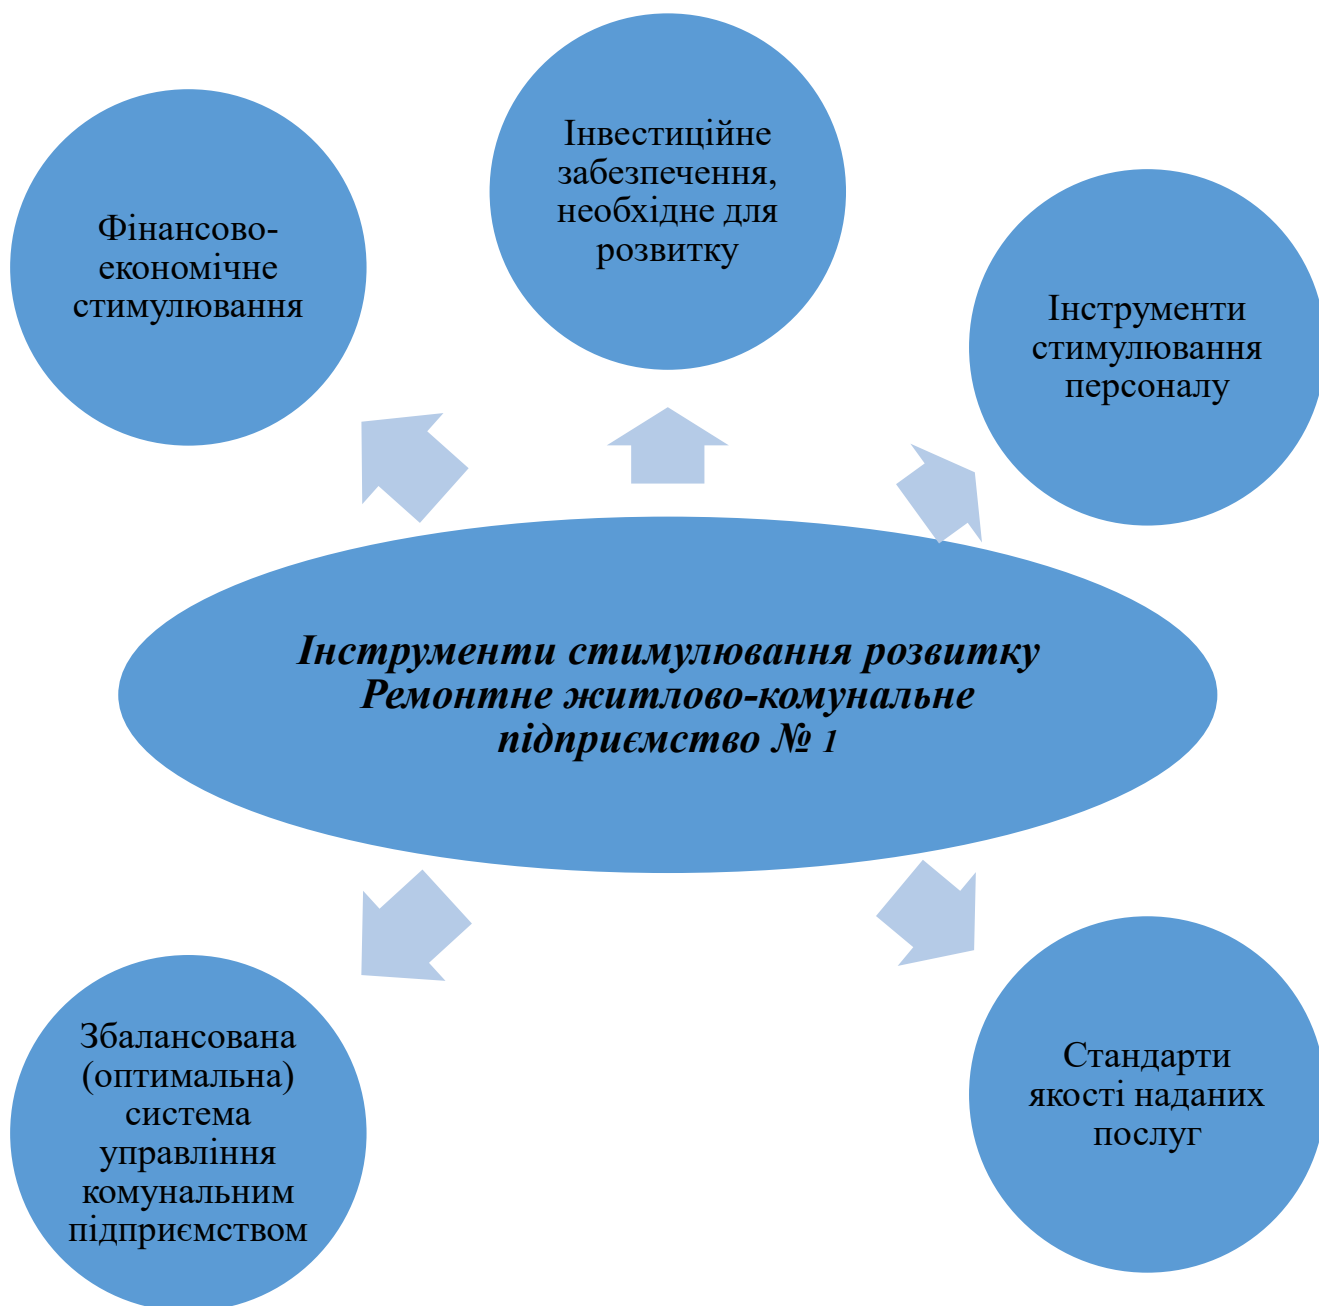 Інвестиційне
забезпечення,
необхідне для
розвитку
Фінансово-
економічне
стимулювання
Інструменти
стимулювання
персоналу
Інструменти стимулювання розвитку
Ремонтне житлово-комунальне
підприємство № 1
Збалансована
(оптимальна)
система
управління
комунальним
підприємством
Стандарти
якості наданих
послуг